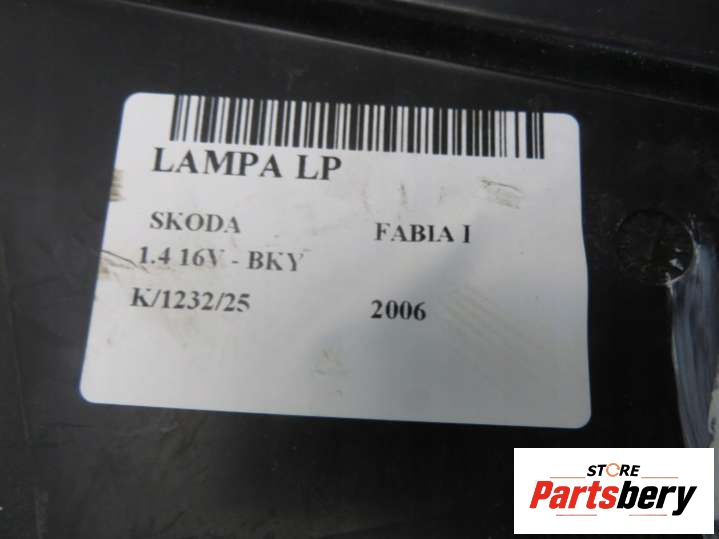 LAMPA LP
SKODA FABIA I
1.4 16V - BKY
K/1232/25 2006
STORE
Partsbery